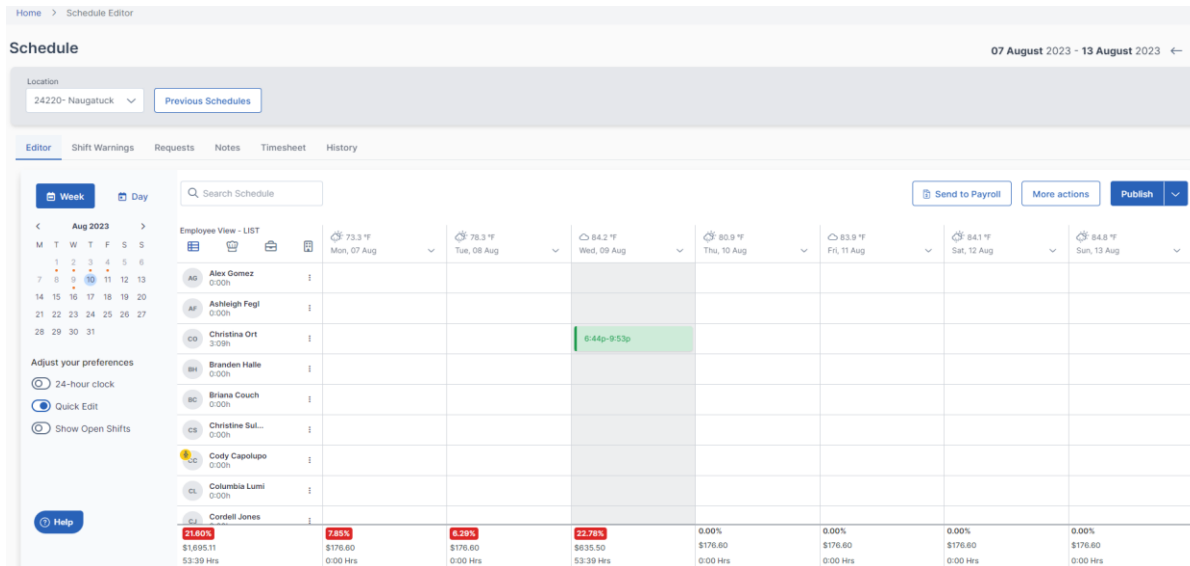 Home > Schedule Editor
Schedule
07 August 2023 - 13 August 2023 ←
Location
24220- Naugatuck
Previous Schedules
Editor Shift Warnings Requests Notes Timesheet History
Week Day
Search Schedule
Send to Payroll More actions Publish
< Aug 2023 >
M T W T F S S
1 2 3 4 5 6
7 8 9 10 11 12 13
14 15 16 17 18 19 20
21 22 23 24 25 26 27
28 29 30 31
Adjust your preferences
24-hour clock
Quick Edit
Show Open Shifts
Help
Employee View - LIST
73.3 °F 78.3 °F 84.2 °F 80.9 °F 83.9 °F 84.1 °F 84.8 °F
Mon, 07 Aug Tue, 08 Aug Wed, 09 Aug Thu, 10 Aug Fri, 11 Aug Sat, 12 Aug Sun, 13 Aug
AG Alex Gomez
0:00h
AF Ashleigh Fegl
0:00h
CO Christina Ort
3:09h
6:44p-9:53p
BH Branden Halle
0:00h
BC Briana Couch
0:00h
CS Christine Sul...
0:00h
CC Cody Capolupo
0:00h
CL Columbia Lumi
0:00h
CJ Cordell Jones
21.60% 7.85% 6.29% 22.78% 0.00% 0.00% 0.00% 0.00%
$1,695.11 $176.60 $176.60 $635.50 $176.60 $176.60 $176.60 $176.60
53:39 Hrs 0:00 Hrs 0:00 Hrs 53:39 Hrs 0:00 Hrs 0:00 Hrs 0:00 Hrs 0:00 Hrs